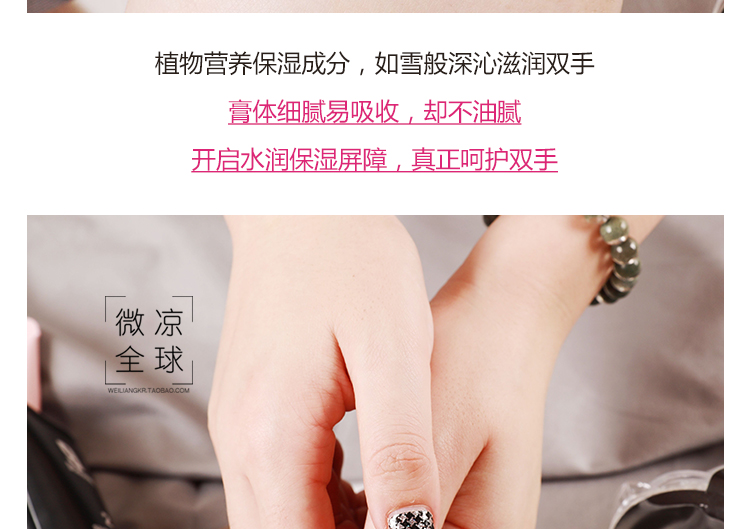 植物营养保湿成分，如雪般深沁滋润双手
膏体细腻易吸收，却不油腻
开启水润保湿屏障，真正呵护双手
微凉
全球
WEILIANGKR.TAOBAO.COM